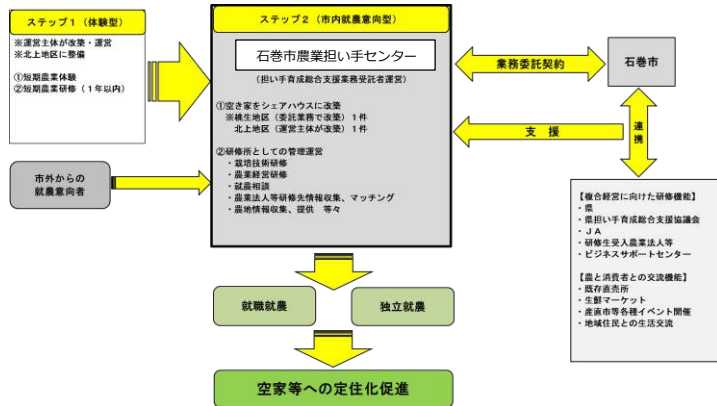 ステップ１（体験型）
※運営主体が改築・運営
※北上地区に整備
①短期農業体験
②短期農業研修（１年以内）
市外からの
就農意向者
ステップ２（市内就農意向型）
石巻市農業担い手センター
（担い手育成総合支援業務受託者運営）
①空き家をシェアハウスに改築
※桃生地区（委託業務で改築）１件
北上地区（運営主体が改築）１件
②研修所としての管理運営
・栽培技術研修
・農業経営研修
・就農相談
・農業法人等研修先情報収集、マッチング
・農地情報収集、提供　等々
業務委託契約
石巻市
支　援
連携
【複合経営に向けた研修機能】
・県
・県担い手育成総合支援協議会
・ＪＡ
・研修生受入農業法人等
・ビジネスサポートセンター
【農と消費者との交流機能】
・既存直売所
・生鮮マーケット
・産直市等各種イベント開催
・地域住民との生活交流
就職就農
独立就農
空家等への定住化促進